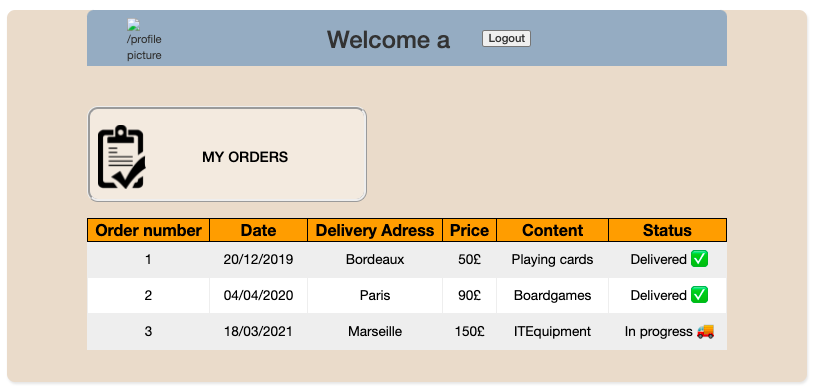 /profile
picture
Welcome a
Logout
MY ORDERS
Order number Date Delivery Adress Price Content Status
1 20/12/2019 Bordeaux 50£ Playing cards Delivered ✅
2 04/04/2020 Paris 90£ Boardgames Delivered ✅
3 18/03/2021 Marseille 150£ ITEquipment In progress 🚚